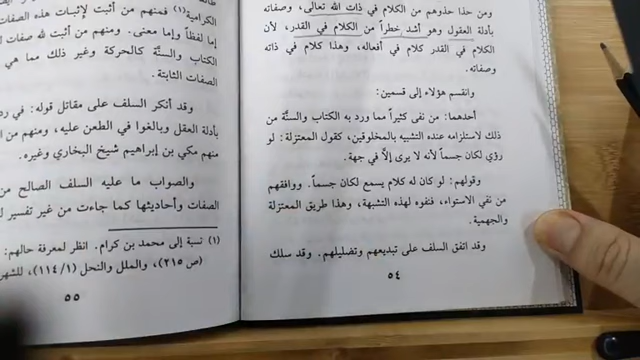 ومن حذا حذوهم من الكلام في ذات الله تعالى، وصفاته
بأدلة العقول وهو أشد خطراً من الكلام في القدر، لأن
الكلام في القدر كلام في أفعاله، وهذا كلام في ذاته
وصفاته.
وانقسم هؤلاء إلى قسمين:
أحدهما: من نفى كثيراً مما ورد به الكتاب والسنّة من
ذلك لاستلزامه عنده التشبيه بالمخلوقين، كقول المعتزلة: لو
رؤي لكان جسماً لأنه لا يرى إلاَّ في جهة.
وقولهم: لو كان له كلام يسمع لكان جسماً. ووافقهم
من نفى الاستواء، فنفوه لهذه الشبهة، وهذا طريق المعتزلة
والجهمية.
وقد اتفق السلف على تبديعهم وتضليلهم. وقد سلك
٥٤
الكرامية(١) فمنهم من أثبت لإثبات هذه الصفات
إما لفظاً وإما معنى. ومنهم من أثبت لله صفات
الكتاب والسنّة كالحركة وغير ذلك مما هي
الصفات الثابتة.
وقد أنكر السلف على مقاتل قوله: في رد
بأدلة العقل وبالغوا في الطعن عليه، ومنهم من
منهم مكي بن إبراهيم شيخ البخاري وغيره.
والصواب ما عليه السلف الصالح من
الصفات وأحاديثها كما جاءت من غير تفسير
(١) نسبة إلى محمد بن كرام. انظر لمعرفة حالهم:
(ص ٢١٥)، والملل والنحل (١/١١٤)، للشهر
٥٥